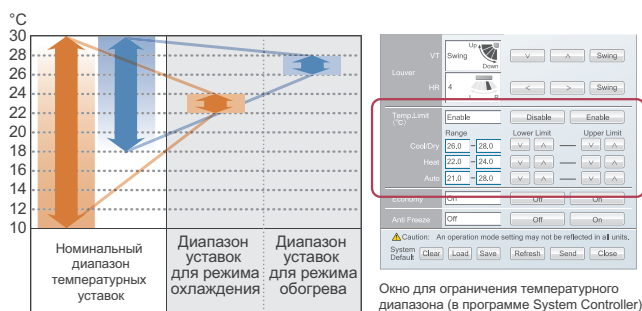 °C
30
28
26
24
22
20
18
16
14
12
10
Номинальный
диапазон
температурных
уставок
Диапазон
уставок
для режима
охлаждения
Диапазон
уставок
для режима
обогрева
Louver
VT
Swing
Up
Down
Swing
HR
4
L
R
Swing
Temp.Limit
(°C)
Enable
Disable
Enable
Range
Lower Limit
Upper Limit
Cool/Dry
26,0 - 28,0
Heat
22,0 - 24,0
Auto
21,0 - 28,0
Economy
Off
Off
On
Anti Freeze
Off
Off
On
Caution: An operation mode setting may not be reflected in all units.
System
Default
Clear
Load
Save
Refresh
Send
Close
Окно для ограничения температурного
диапазона (в программе System Controller)